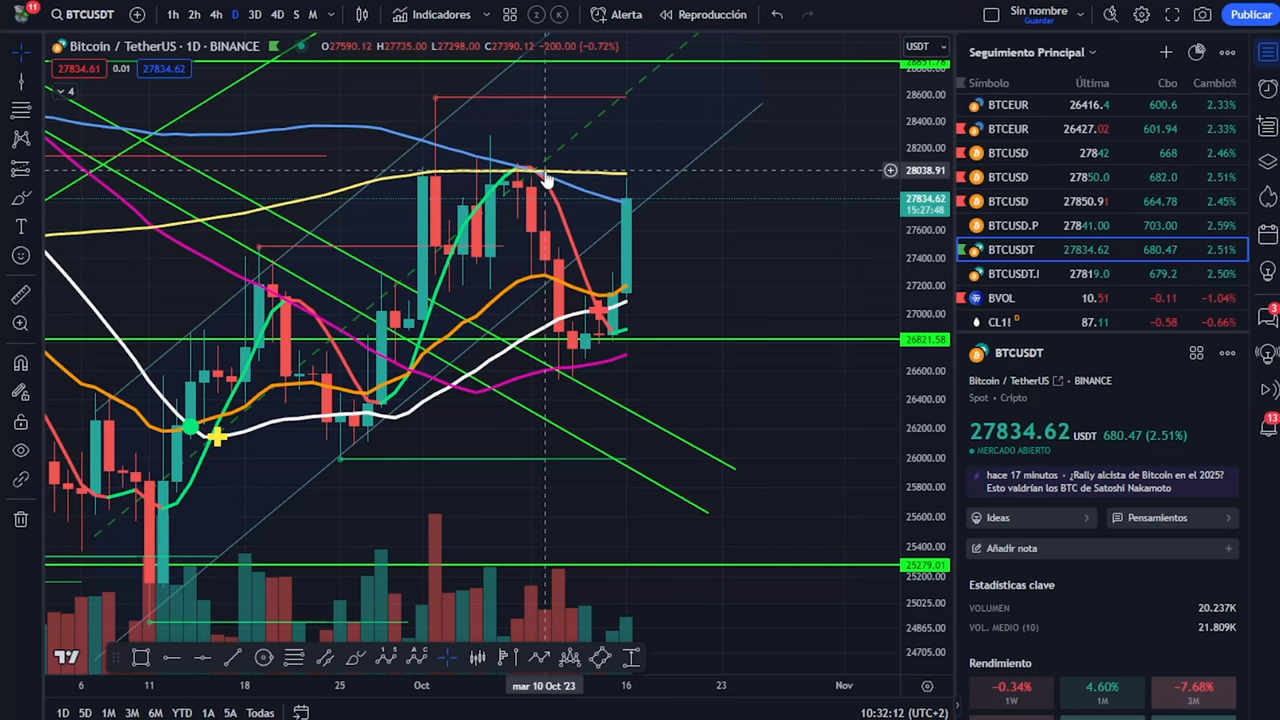 11
BTCUSDT
1h 2h 4h D 3D 4D S M
Indicadores
2
K
Alerta
Reproducción
Sin nombre
Guardar
Publicar
Bitcoin / TetherUS · 1D · BINANCE
O27590.12 H27735.00 L27298.00 C27390.12 -200.00 (-0.72%)
27834.61 0.01 27834.62
4
USDT
28851.78
28600.00
28400.00
28200.00
28038.91
27834.62
15:27:48
27600.00
27400.00
27200.00
27000.00
26821.58
26600.00
26400.00
26200.00
26000.00
25800.00
25600.00
25400.00
25279.01
25200.00
25025.00
24865.00
24705.00
6 11 18 25 Oct mar 10 Oct '23 16 23 Nov
1D 5D 1M 3M 6M YTD 1A 5A Todas
10:32:12 (UTC+2)
Seguimiento Principal
Símbolo Última Cbo Cambio%
BTCEUR 26416.4 600.6 2.33%
BTCEUR 26427.02 601.94 2.33%
BTCUSD 27842 668 2.46%
BTCUSD 27850.0 682.0 2.51%
BTCUSD 27850.91 664.78 2.45%
BTCUSD.P 27841.00 703.00 2.59%
BTCUSDT 27834.62 680.47 2.51%
BTCUSDT.I 27819.0 679.2 2.50%
BVOL 10.51 -0.11 -1.04%
CL1! D 87.11 -0.58 -0.66%
BTCUSDT
Bitcoin / TetherUS · BINANCE
Spot · Cripto
27834.62 USDT 680.47 (2.51%)
MERCADO ABIERTO
hace 17 minutos · ¿Rally alcista de Bitcoin en el 2025?
Esto valdrían los BTC de Satoshi Nakamoto
Ideas
Pensamientos
Añadir nota
Estadísticas clave
VOLUMEN 20.237K
VOL. MEDIO (10) 21.809K
Rendimiento
-0.34%
1W
4.60%
1M
-7.68%
3M
3
13